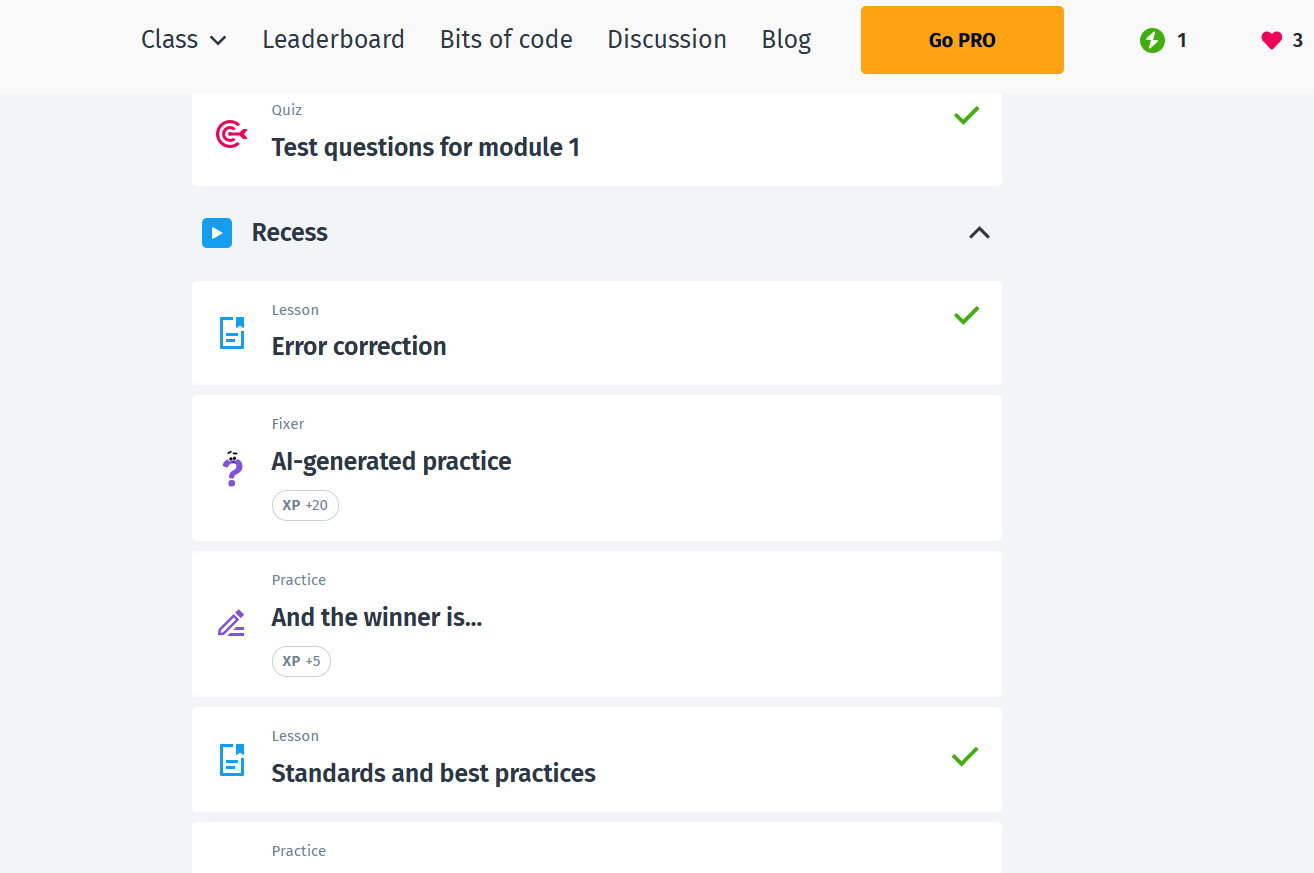 Class Leaderboard Bits of code Discussion Blog Go PRO 1 3
Quiz
Test questions for module 1
Recess
Lesson
Error correction
Fixer
AI-generated practice
XP +20
Practice
And the winner is...
XP +5
Lesson
Standards and best practices
Practice